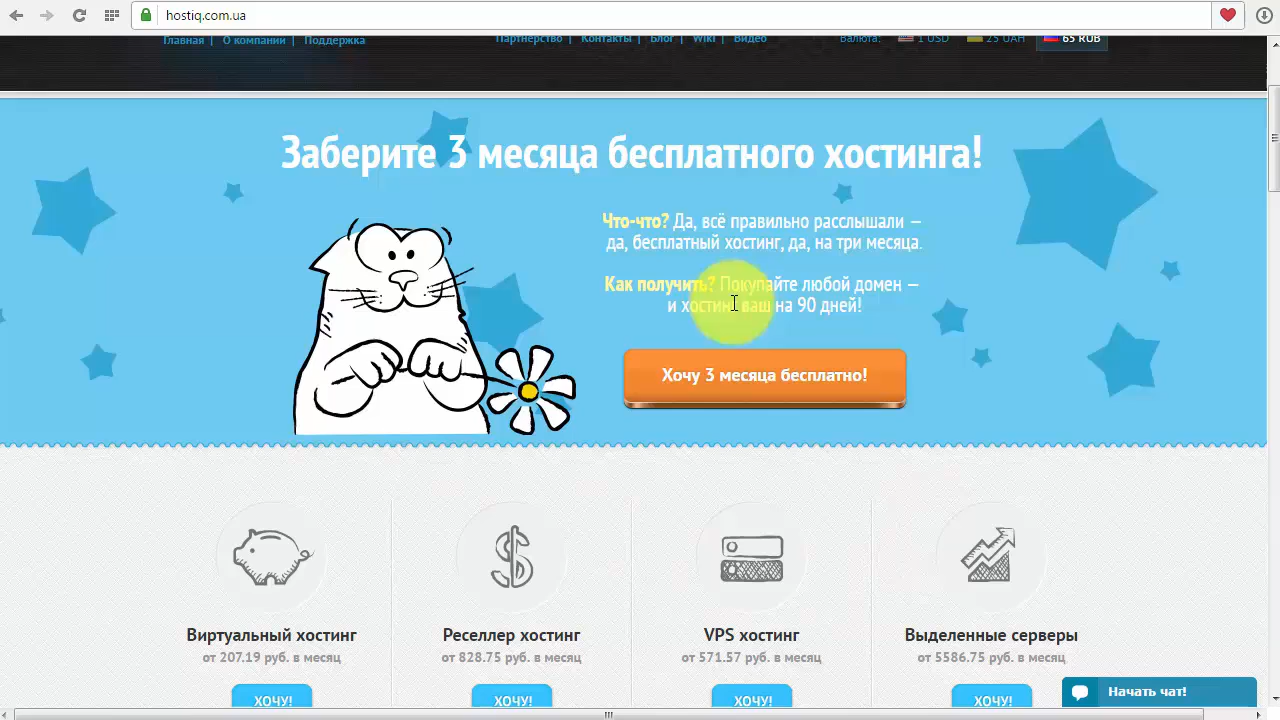 hostiq.com.ua
Главная | О компании | Поддержка Партнерство | Контакты | Блог | Wiki | Видео Валюта: 1 USD 25 UAH 65 RUB
Заберите 3 месяца бесплатного хостинга!
Что-что? Да, всё правильно расслышали —
да, бесплатный хостинг, да, на три месяца.
Как получить? Покупайте любой домен —
и хостинг ваш на 90 дней!
Хочу 3 месяца бесплатно!
Виртуальный хостинг Реселлер хостинг VPS хостинг Выделенные серверы
от 207.19 руб. в месяц от 828.75 руб. в месяц от 571.57 руб. в месяц от 5586.75 руб. в месяц
ХОЧУ! ХОЧУ! ХОЧУ! ХОЧУ!
Начать чат!